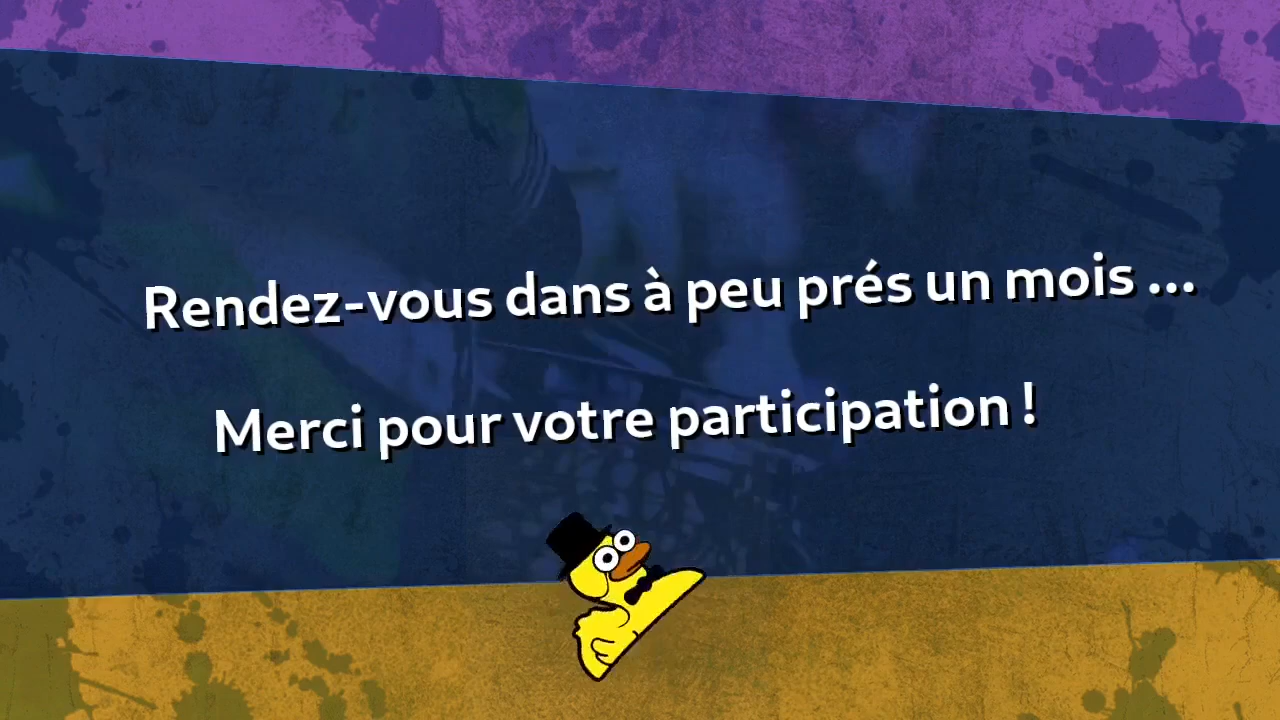 Rendez-vous dans à peu prés un mois ...
Merci pour votre participation !